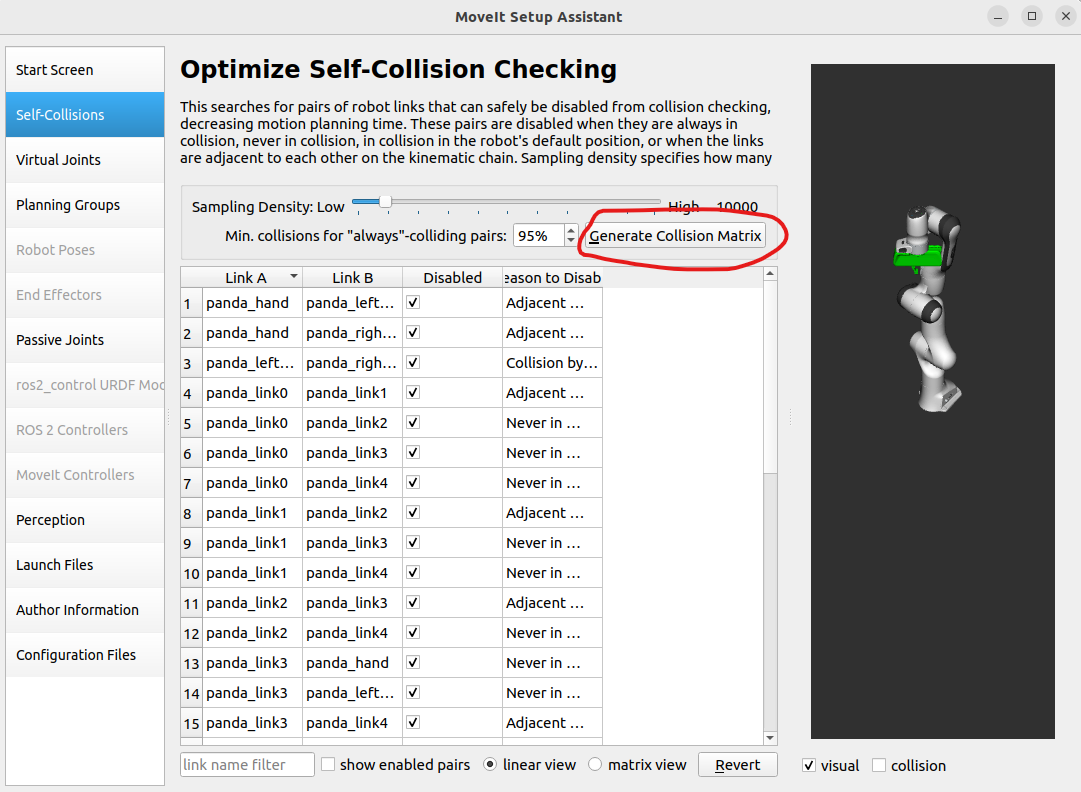 MoveIt Setup Assistant
Start Screen
Self-Collisions
Virtual Joints
Planning Groups
Robot Poses
End Effectors
Passive Joints
ros2_control URDF Moc
ROS 2 Controllers
MoveIt Controllers
Perception
Launch Files
Author Information
Configuration Files
Optimize Self-Collision Checking
This searches for pairs of robot links that can safely be disabled from collision checking,
decreasing motion planning time. These pairs are disabled when they are always in
collision, never in collision, in collision in the robot's default position, or when the links
are adjacent to each other on the kinematic chain. Sampling density specifies how many
Sampling Density: Low High 10000
Min. collisions for "always"-colliding pairs: 95% Generate Collision Matrix
Link A Link B Disabled eason to Disab
1 panda_hand panda_left... Adjacent ...
2 panda_hand panda_righ... Adjacent ...
3 panda_left... panda_righ... Collision by...
4 panda_link0 panda_link1 Adjacent ...
5 panda_link0 panda_link2 Never in ...
6 panda_link0 panda_link3 Never in ...
7 panda_link0 panda_link4 Never in ...
8 panda_link1 panda_link2 Adjacent ...
9 panda_link1 panda_link3 Never in ...
10 panda_link1 panda_link4 Never in ...
11 panda_link2 panda_link3 Adjacent ...
12 panda_link2 panda_link4 Never in ...
13 panda_link3 panda_hand Never in ...
14 panda_link3 panda_left... Never in ...
15 panda_link3 panda_link4 Adjacent ...
link name filter show enabled pairs linear view matrix view Revert
visual collision